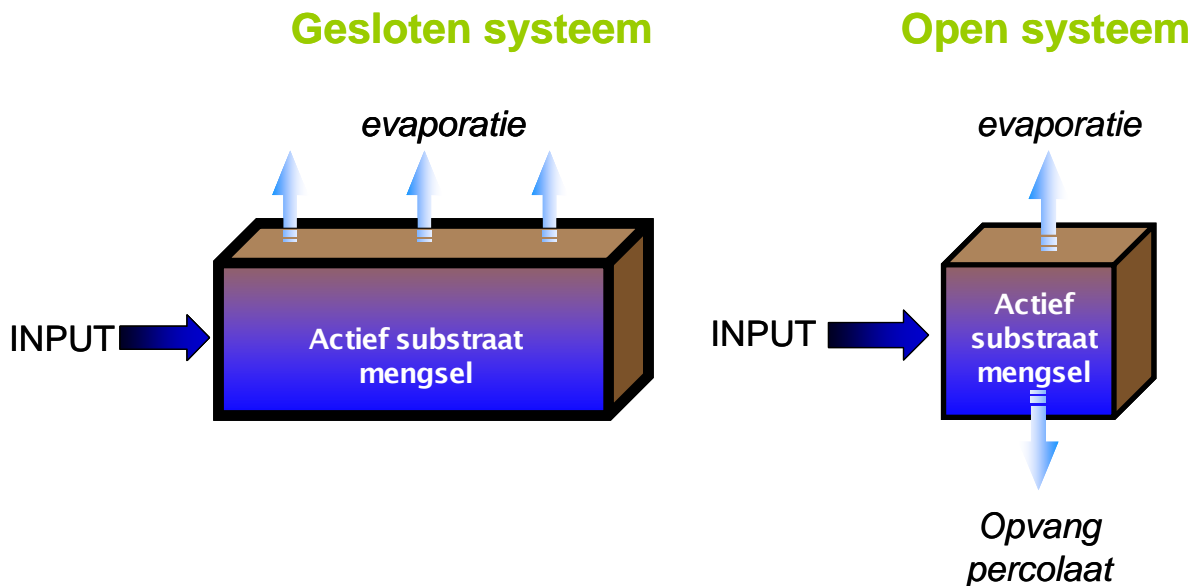 Gesloten systeem
evaporatie
INPUT
Actief substraat
mengsel
Open systeem
evaporatie
INPUT
Actief
substraat
mengsel
Opvang
percolaat